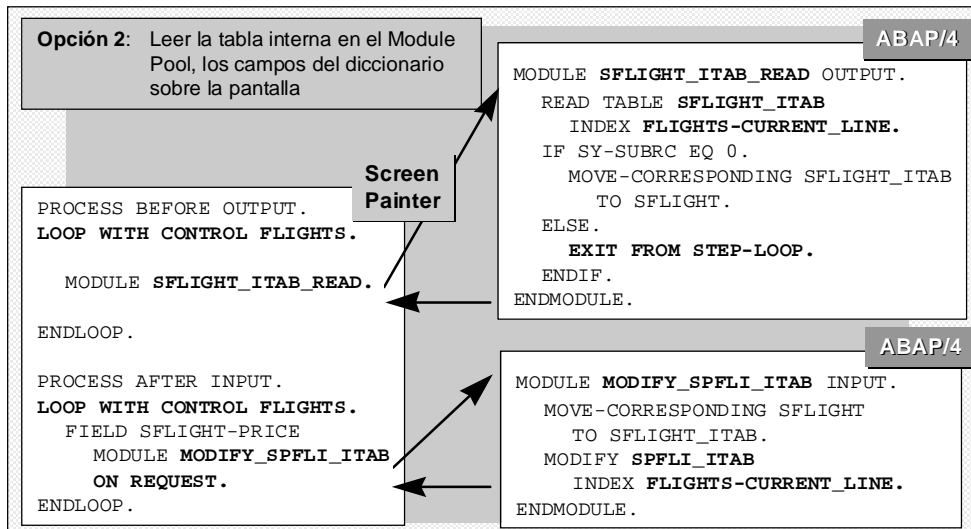 Opción 2: Leer la tabla interna en el Module
Pool, los campos del diccionario
sobre la pantalla
Screen
Painter
PROCESS BEFORE OUTPUT.
LOOP WITH CONTROL FLIGHTS.
MODULE SFLIGHT_ITAB_READ.
ENDLOOP.
PROCESS AFTER INPUT.
LOOP WITH CONTROL FLIGHTS.
FIELD SFLIGHT-PRICE
MODULE MODIFY_SPFLI_ITAB
ON REQUEST.
ENDLOOP.
ABAP/4
MODULE SFLIGHT_ITAB_READ OUTPUT.
READ TABLE SFLIGHT_ITAB
INDEX FLIGHTS-CURRENT_LINE.
IF SY-SUBRC EQ 0.
MOVE-CORRESPONDING SFLIGHT_ITAB
TO SFLIGHT.
ELSE.
EXIT FROM STEP-LOOP.
ENDIF.
ENDMODULE.
ABAP/4
MODULE MODIFY_SPFLI_ITAB INPUT.
MOVE-CORRESPONDING SFLIGHT
TO SFLIGHT_ITAB.
MODIFY SPFLI_ITAB
INDEX FLIGHTS-CURRENT_LINE.
ENDMODULE.